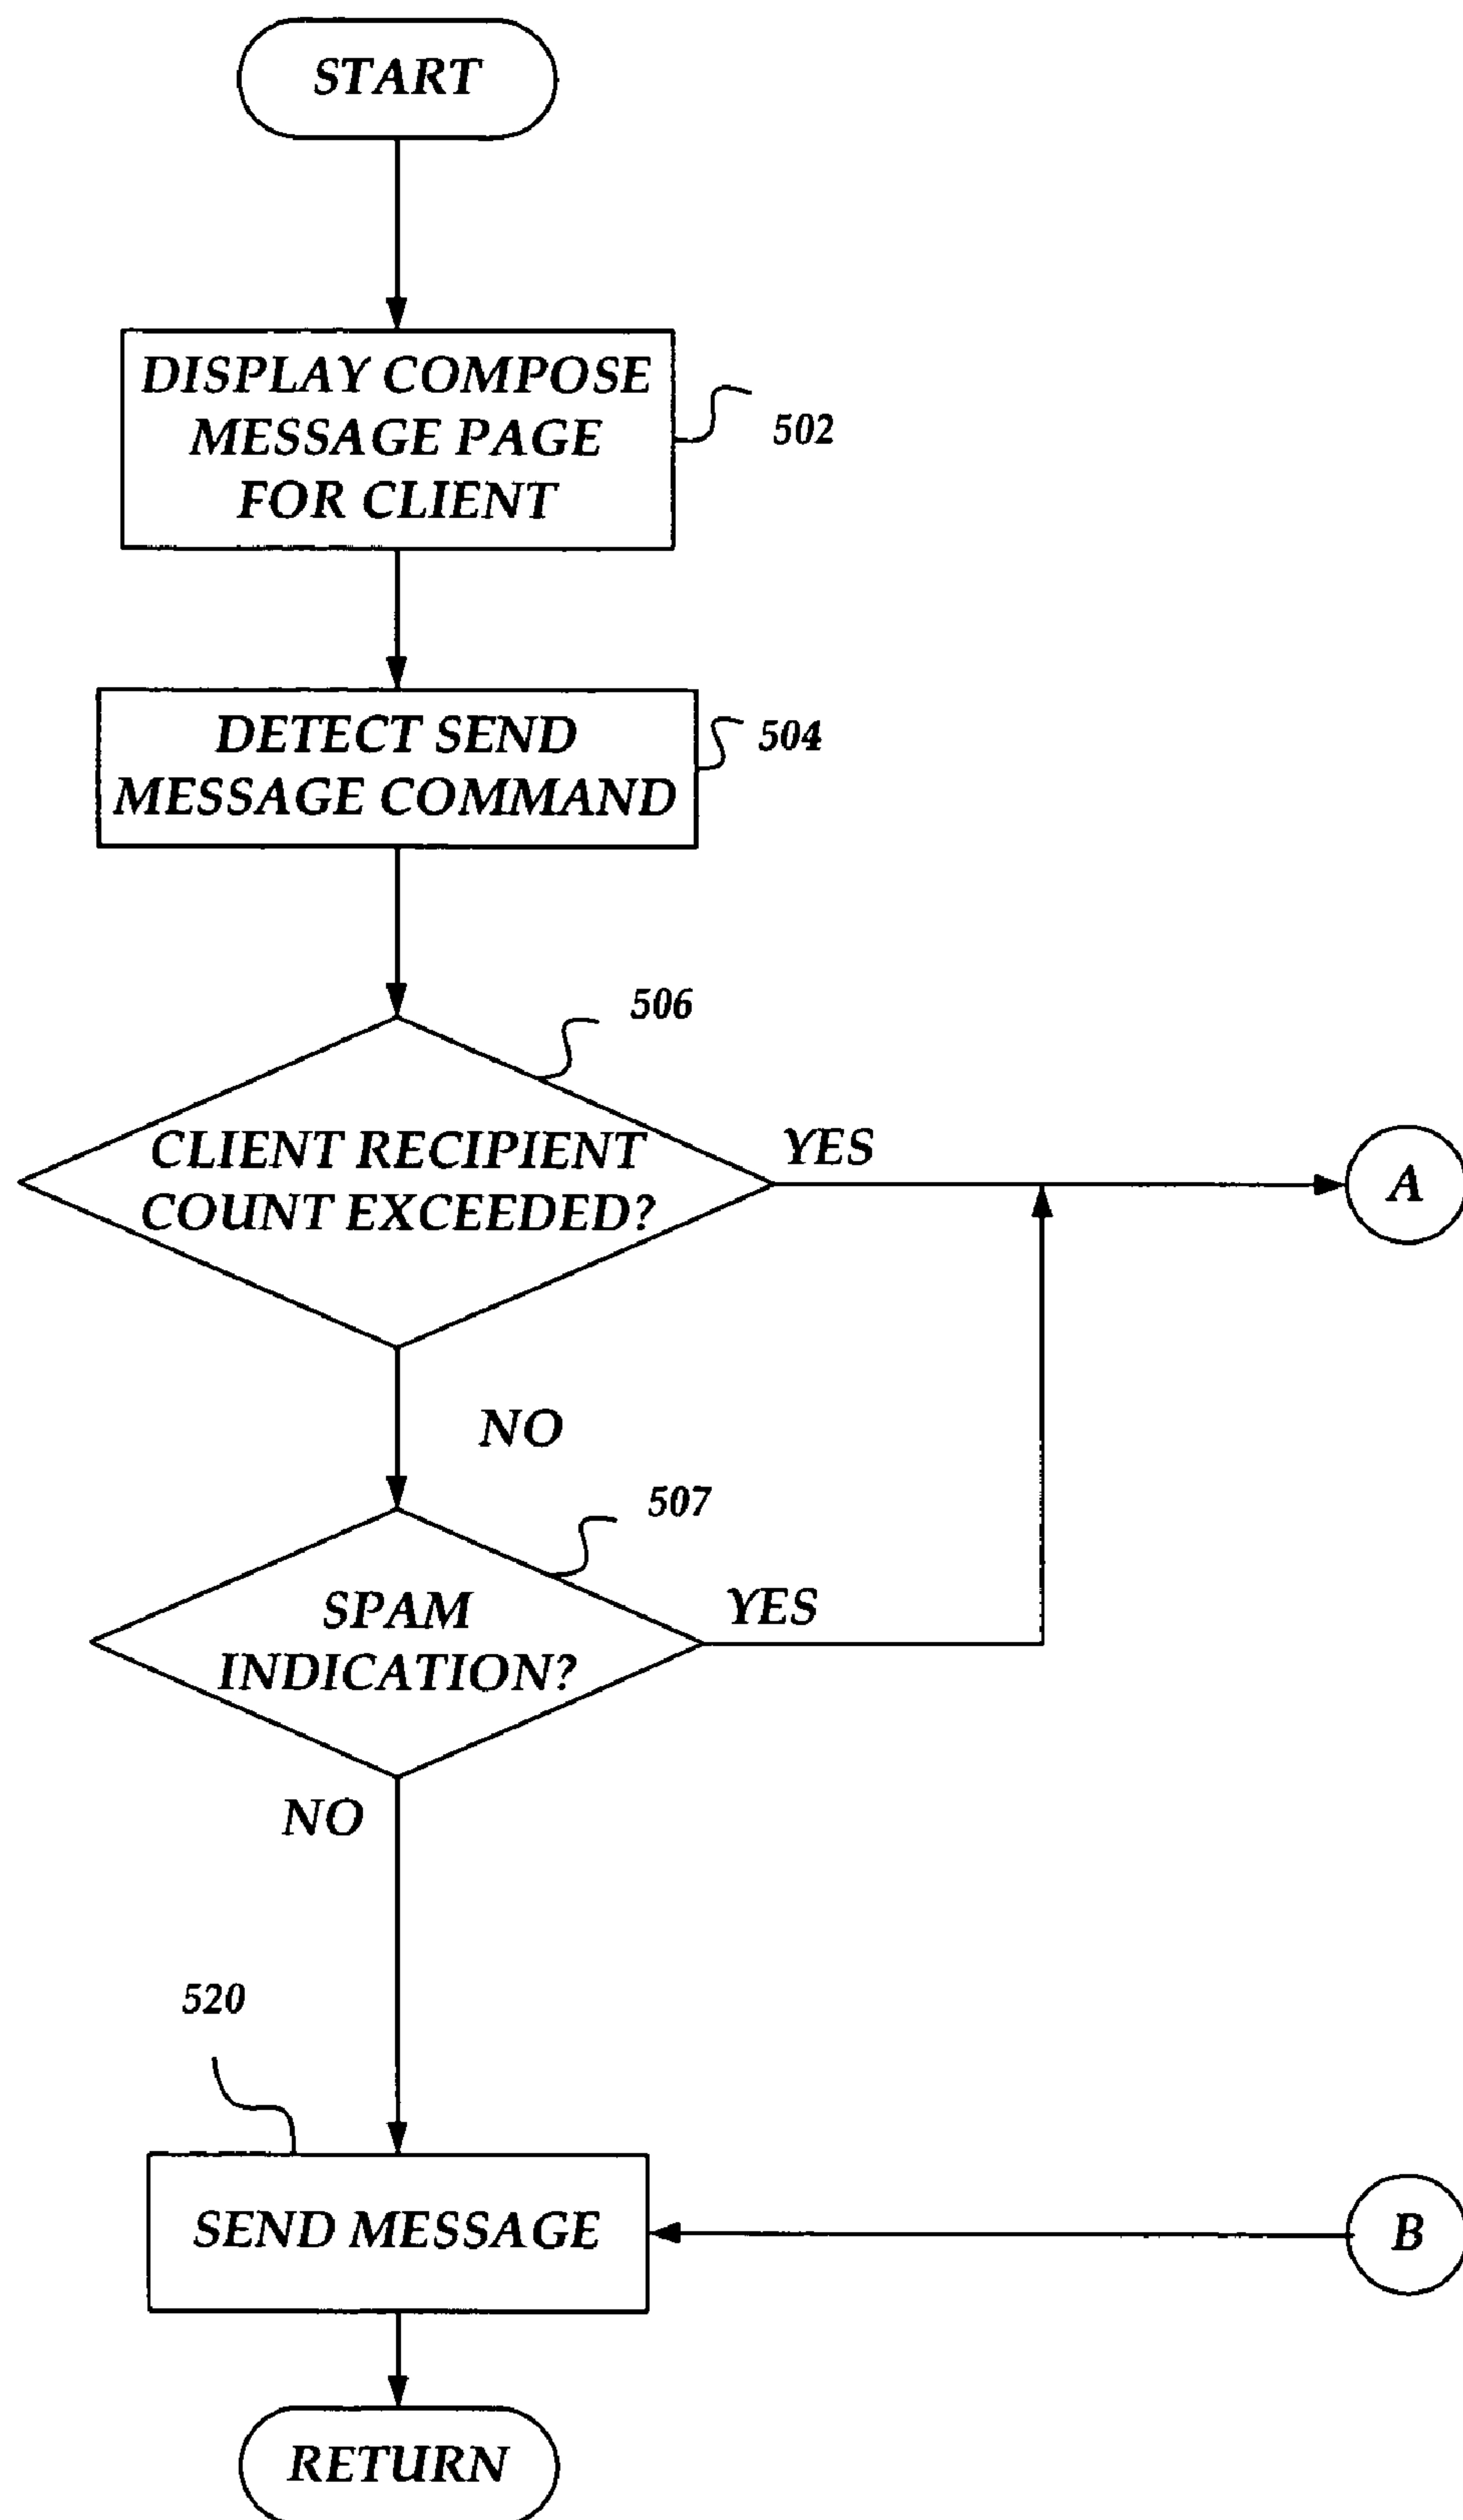 START
DISPLAY COMPOSE
MESSAGE PAGE
FOR CLIENT
502
DETECT SEND
MESSAGE COMMAND
504
506
CLIENT RECIPIENT
COUNT EXCEEDED?
YES
A
NO
507
SPAM
INDICATION?
YES
NO
520
SEND MESSAGE
B
RETURN